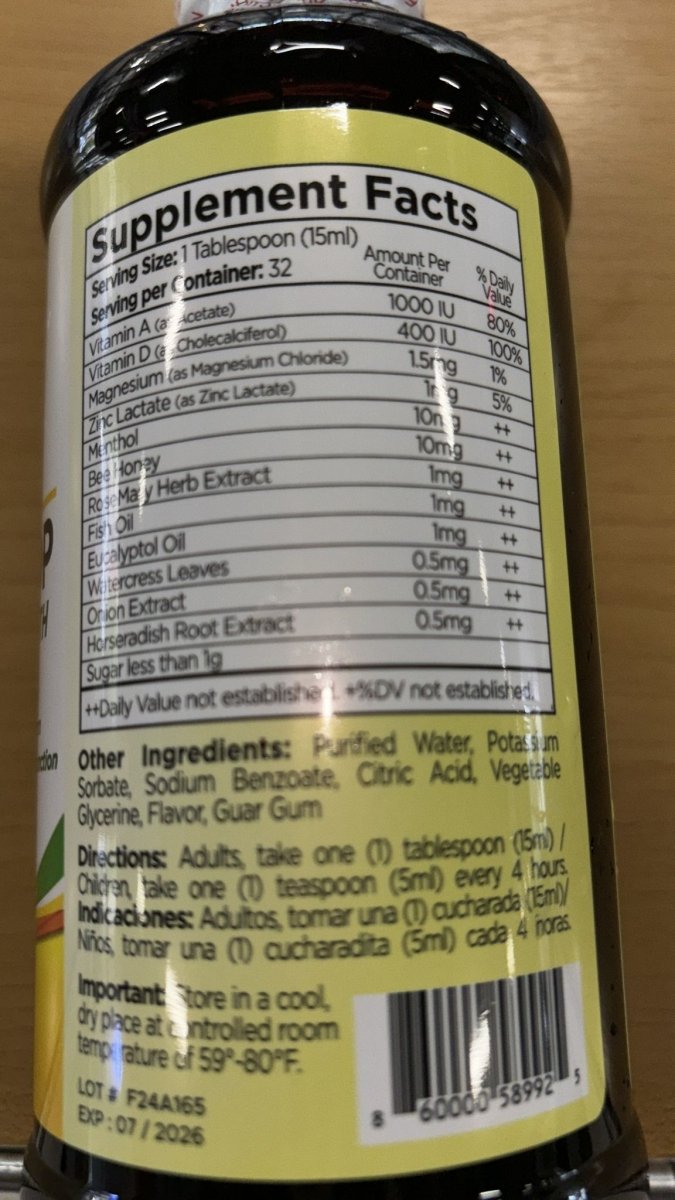 Supplement Facts
Serving Size: 1 Tablespoon (15ml)
Serving per Container: 32
Amount Per Container
% Daily Value
Vitamin A (as Acetate) 1000 IU 80%
Vitamin D (as Cholecalciferol) 400 IU 100%
Magnesium (as Magnesium Chloride) 1.5mg 1%
Zinc Lactate (as Zinc Lactate) 1mg 5%
Menthol 10mg ++
Bee Honey 10mg ++
RoseMary Herb Extract 1mg ++
Fish Oil 1mg ++
Eucalyptol Oil 1mg ++
Watercress Leaves 0.5mg ++
Onion Extract 0.5mg ++
Horseradish Root Extract 0.5mg ++
Sugar less than 1g
++Daily Value not established. +%DV not established.
Other Ingredients: Purified Water, Potassium
Sorbate, Sodium Benzoate, Citric Acid, Vegetable
Glycerine, Flavor, Guar Gum
Directions: Adults, take one (1) tablespoon (15ml) /
Children, take one (1) teaspoon (5ml) every 4 hours.
Indicaciones: Adultos, tomar una (1) cucharada (15ml)/
Niños, tomar una (1) cucharadita (5ml) cada 4 horas.
Important: Store in a cool,
dry place at controlled room
temperature of 59°-80°F.
LOT # F24A165
EXP : 07 / 2026
8 60000 58992 5